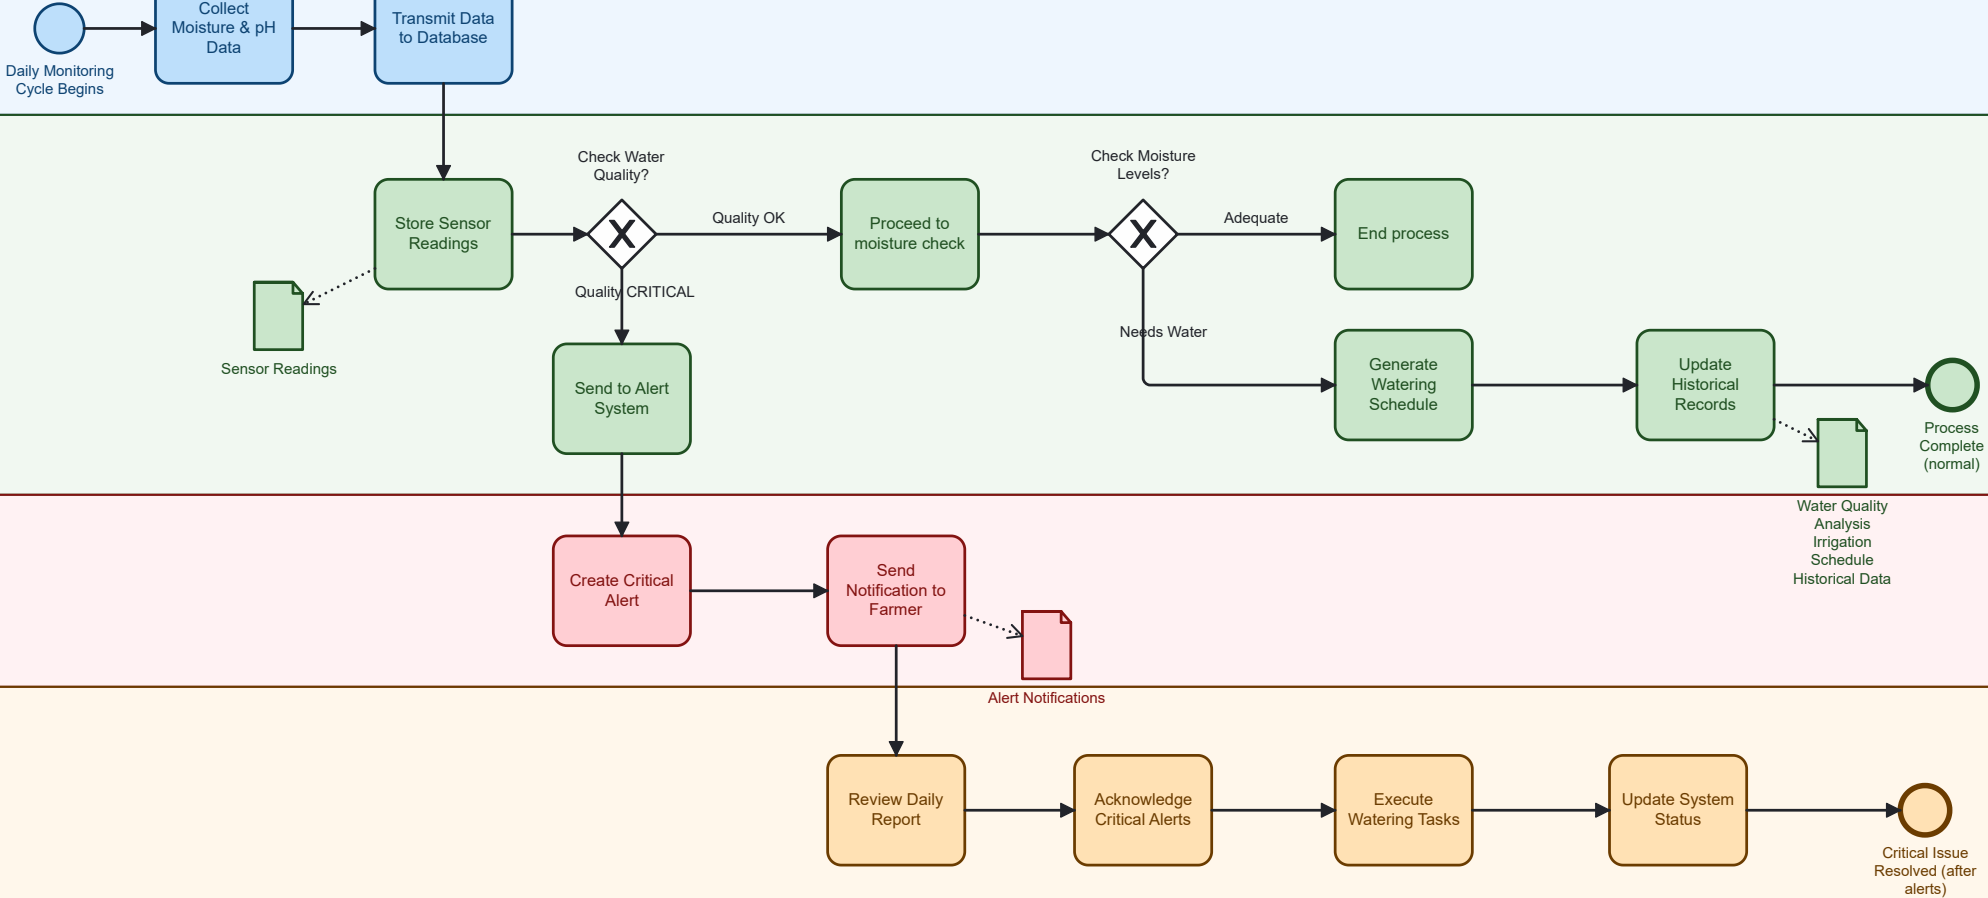 Collect
Moisture & pH
Data
Transmit Data
to Database
Daily Monitoring
Cycle Begins
Check Water
Quality?
Check Moisture
Levels?
Store Sensor
Readings
Quality OK
Proceed to
moisture check
Adequate
End process
Quality CRITICAL
Needs Water
Sensor Readings
Send to Alert
System
Generate
Watering
Schedule
Update
Historical
Records
Process
Complete
(normal)
Water Quality
Analysis
Irrigation
Schedule
Historical Data
Create Critical
Alert
Send
Notification to
Farmer
Alert Notifications
Review Daily
Report
Acknowledge
Critical Alerts
Execute
Watering Tasks
Update System
Status
Critical Issue
Resolved (after
alerts)